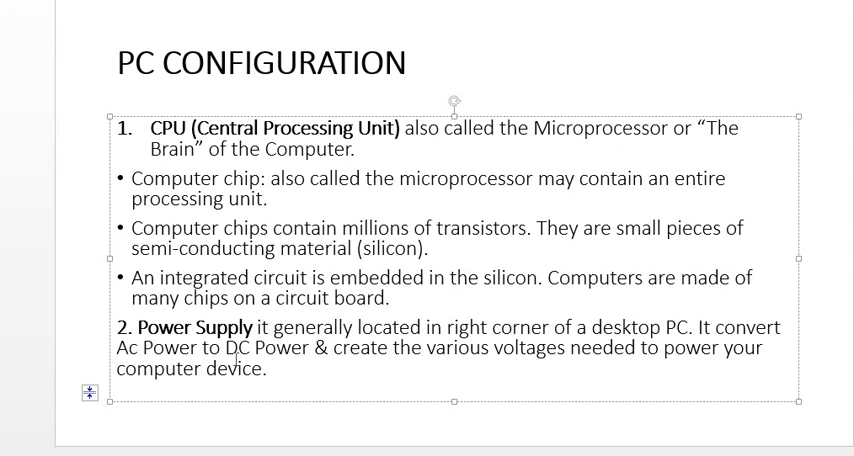 PC CONFIGURATION
1. CPU (Central Processing Unit) also called the Microprocessor or “The
Brain” of the Computer.
• Computer chip: also called the microprocessor may contain an entire
processing unit.
• Computer chips contain millions of transistors. They are small pieces of
semi-conducting material (silicon).
• An integrated circuit is embedded in the silicon. Computers are made of
many chips on a circuit board.
2. Power Supply it generally located in right corner of a desktop PC. It convert
Ac Power to DC Power & create the various voltages needed to power your
computer device.